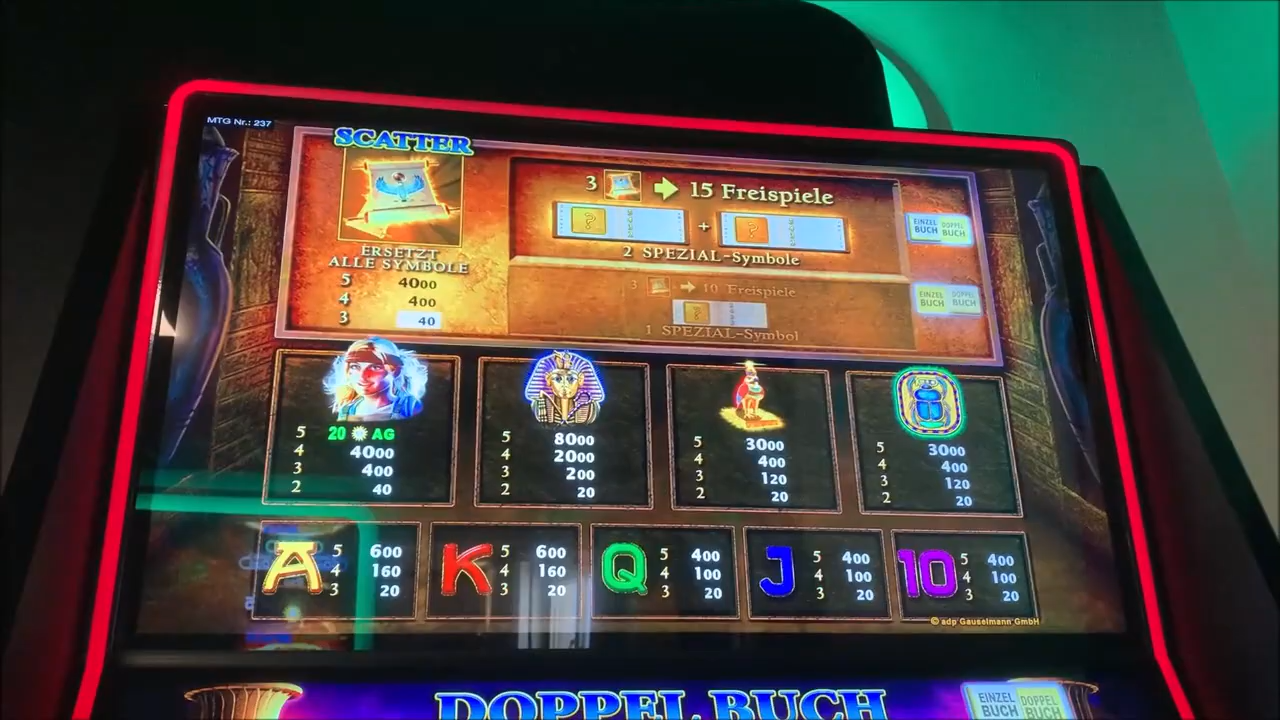 MTG Nr.: 237
SCATTER
ERSETZT
ALLE SYMBOLE
5 4000
4 400
3 40
3 15 Freispiele
? + ?
2 SPEZIAL-Symbole
EINZEL BUCH DOPPEL BUCH
3 10 Freispiele
?
1 SPEZIAL-Symbol
EINZEL BUCH DOPPEL BUCH
5 20 AG
4 4000
3 400
2 40
5 8000
4 2000
3 200
2 20
5 3000
4 400
3 120
2 20
5 3000
4 400
3 120
2 20
A
5 600
4 160
3 20
K
5 600
4 160
3 20
Q
5 400
4 100
3 20
J
5 400
4 100
3 20
10
5 400
4 100
3 20
© adp Gauselmann GmbH
DOPPEL BUCH
EINZEL BUCH DOPPEL BUCH